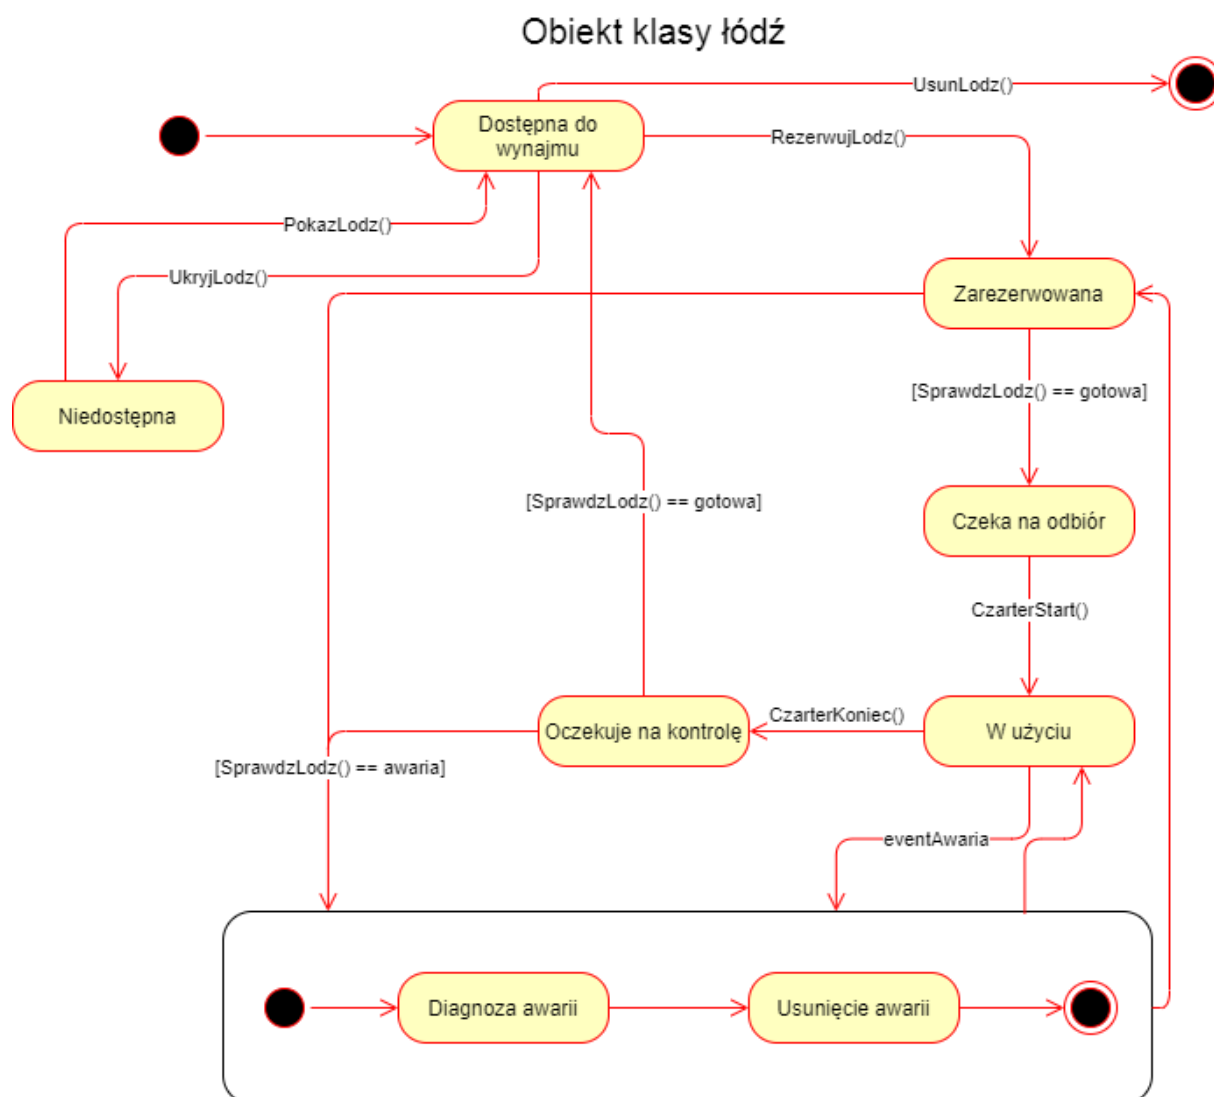 Obiekt klasy łódź
UsunLodz()
Dostępna do
wynajmu
RezerwujLodz()
PokazLodz()
UkryjLodz()
Zarezerwowana
Niedostępna
[SprawdzLodz() == gotowa]
[SprawdzLodz() == gotowa]
Czeka na odbiór
CzarterStart()
CzarterKoniec()
Oczekuje na kontrolę
W użyciu
[SprawdzLodz() == awaria]
eventAwaria
Diagnoza awarii
Usunięcie awarii